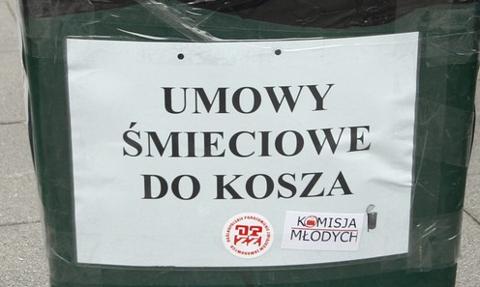 UMOWY
ŚMIECIOWE
DO KOSZA
KOMISJA
MŁODYCH